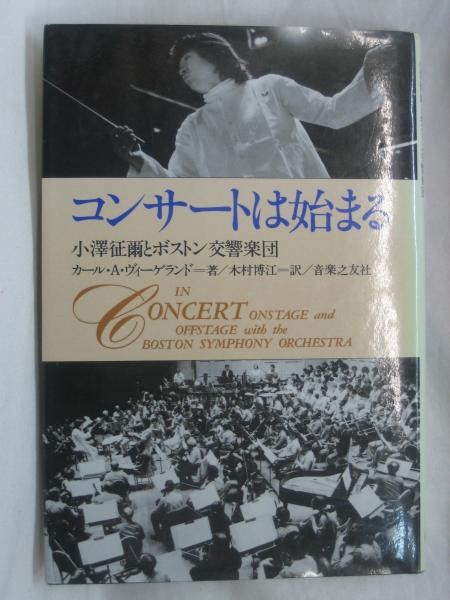 コンサートは始まる
小澤征爾とボストン交響楽団
カール・A・ヴィーゲランド＝著／木村博江＝訳／音楽之友社
IN
CONCERT ONSTAGE and
OFFSTAGE with the
BOSTON SYMPHONY ORCHESTRA